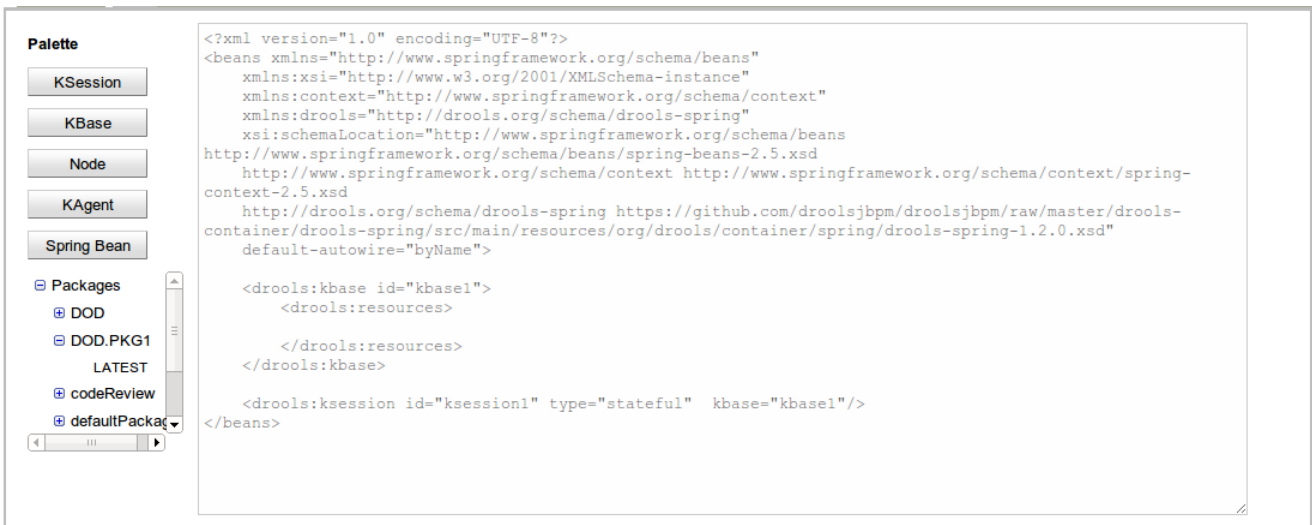 Palette
KSession
KBase
Node
KAgent
Spring Bean
Packages
DOD
DOD.PKG1
LATEST
codeReview
defaultPackag
<?xml version="1.0" encoding="UTF-8"?>
<beans xmlns="http://www.springframework.org/schema/beans"
    xmlns:xsi="http://www.w3.org/2001/XMLSchema-instance"
    xmlns:context="http://www.springframework.org/schema/context"
    xmlns:drools="http://drools.org/schema/drools-spring"
    xsi:schemaLocation="http://www.springframework.org/schema/beans
http://www.springframework.org/schema/beans/spring-beans-2.5.xsd
    http://www.springframework.org/schema/context http://www.springframework.org/schema/context/spring-
context-2.5.xsd
    http://drools.org/schema/drools-spring https://github.com/droolsjbpm/droolsjbpm/raw/master/drools-
container/drools-spring/src/main/resources/org/drools/container/spring/drools-spring-1.2.0.xsd"
    default-autowire="byName">
    <drools:kbase id="kbase1">
        <drools:resources>
        </drools:resources>
    </drools:kbase>
    <drools:ksession id="ksession1" type="stateful"  kbase="kbase1"/>
</beans>